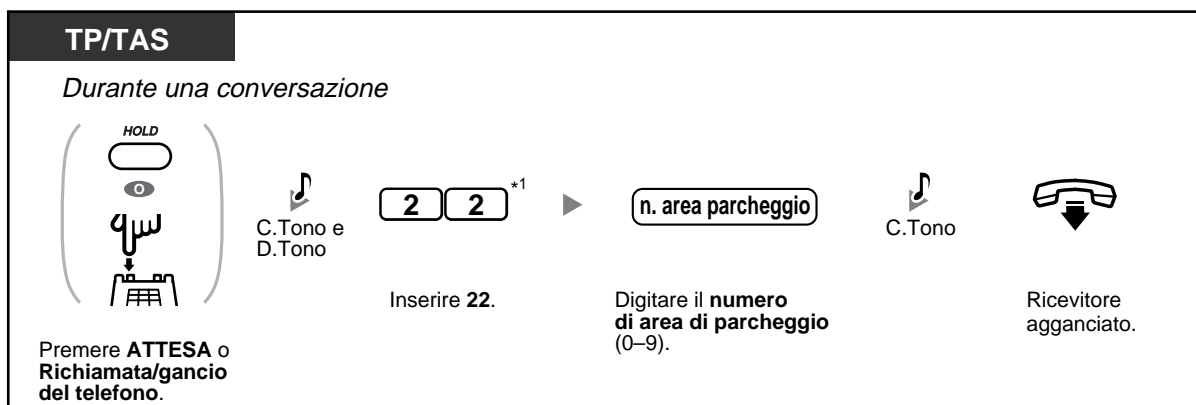 TP/TAS
Durante una conversazione
HOLD
O
Premere ATTESA o
Richiamata/gancio
del telefono.
C.Tono e
D.Tono
2 2 *1
Inserire 22.
n. area parcheggio
Digitare il numero
di area di parcheggio
(0–9).
C.Tono
Ricevitore
agganciato.